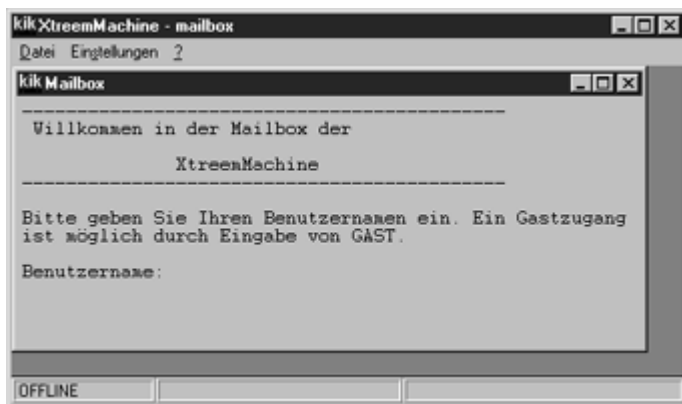 kik XtreemMachine - mailbox
Datei Einstellungen ?
kik Mailbox
Willkommen in der Mailbox der
XtreemMachine
Bitte geben Sie Ihren Benutzernamen ein. Ein Gastzugang
ist möglich durch Eingabe von GAST.
Benutzername:
OFFLINE